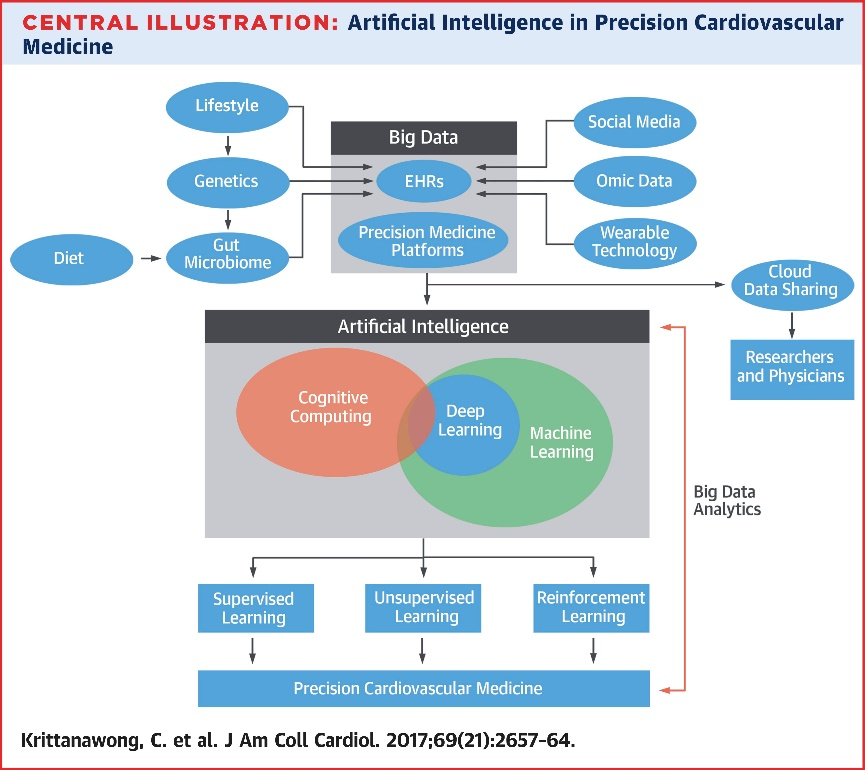 CENTRAL ILLUSTRATION: Artificial Intelligence in Precision Cardiovascular
Medicine
Lifestyle
Genetics
Diet
Gut
Microbiome
Big Data
EHRs
Precision Medicine
Platforms
Social Media
Omic Data
Wearable
Technology
Cloud
Data Sharing
Researchers
and Physicians
Artificial Intelligence
Cognitive
Computing
Deep
Learning
Machine
Learning
Big Data
Analytics
Supervised
Learning
Unsupervised
Learning
Reinforcement
Learning
Precision Cardiovascular Medicine
Krittanawong, C. et al. J Am Coll Cardiol. 2017;69(21):2657–64.